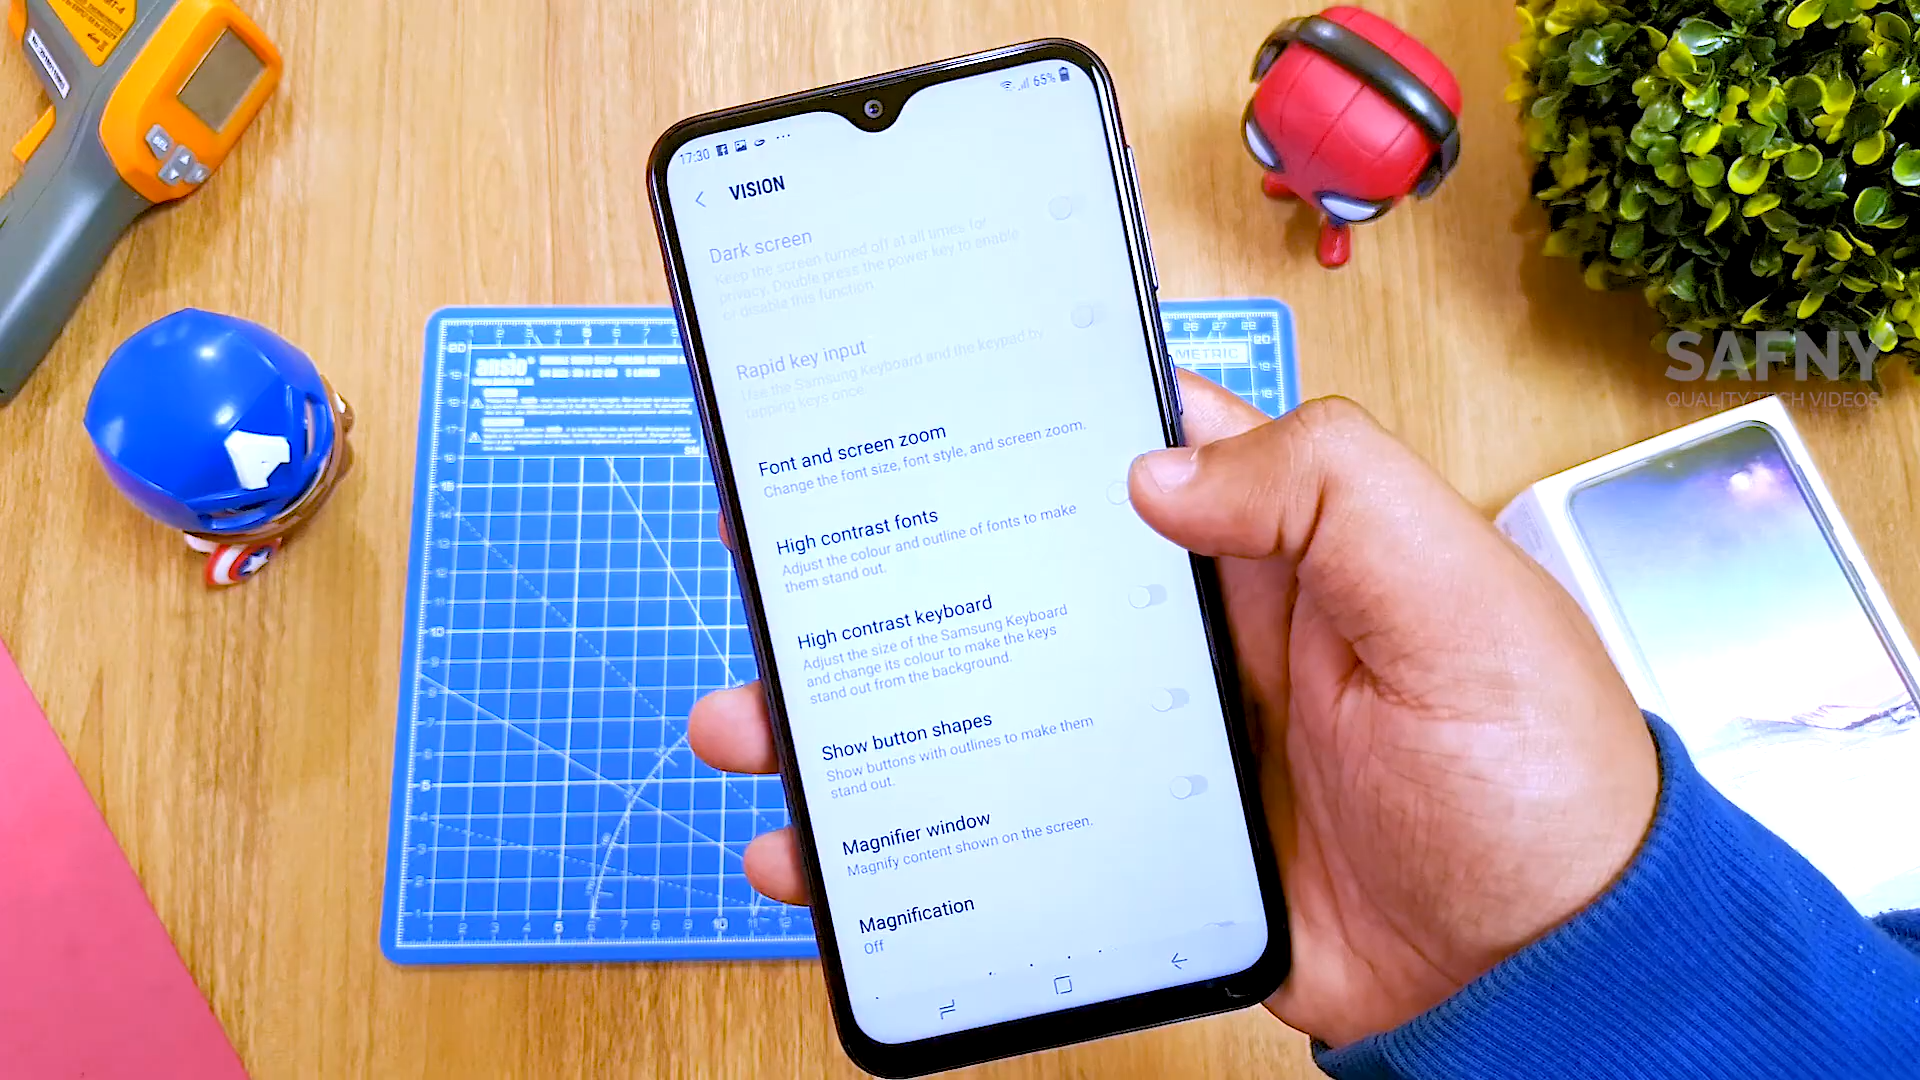 17:30
65%
VISION
Dark screen
Keep the screen turned off at all times for
privacy. Double press the power key to enable
or disable this function.
Rapid key input
Use the Samsung Keyboard and the keypad by
tapping keys once.
Font and screen zoom
Change the font size, font style, and screen zoom.
High contrast fonts
Adjust the colour and outline of fonts to make
them stand out.
High contrast keyboard
Adjust the size of the Samsung Keyboard
and change its colour to make the keys
stand out from the background.
Show button shapes
Show buttons with outlines to make them
stand out.
Magnifier window
Magnify content shown on the screen.
Magnification
Off
SAFNY
QUALITY TECH VIDEOS
ansio
METRIC
SEL